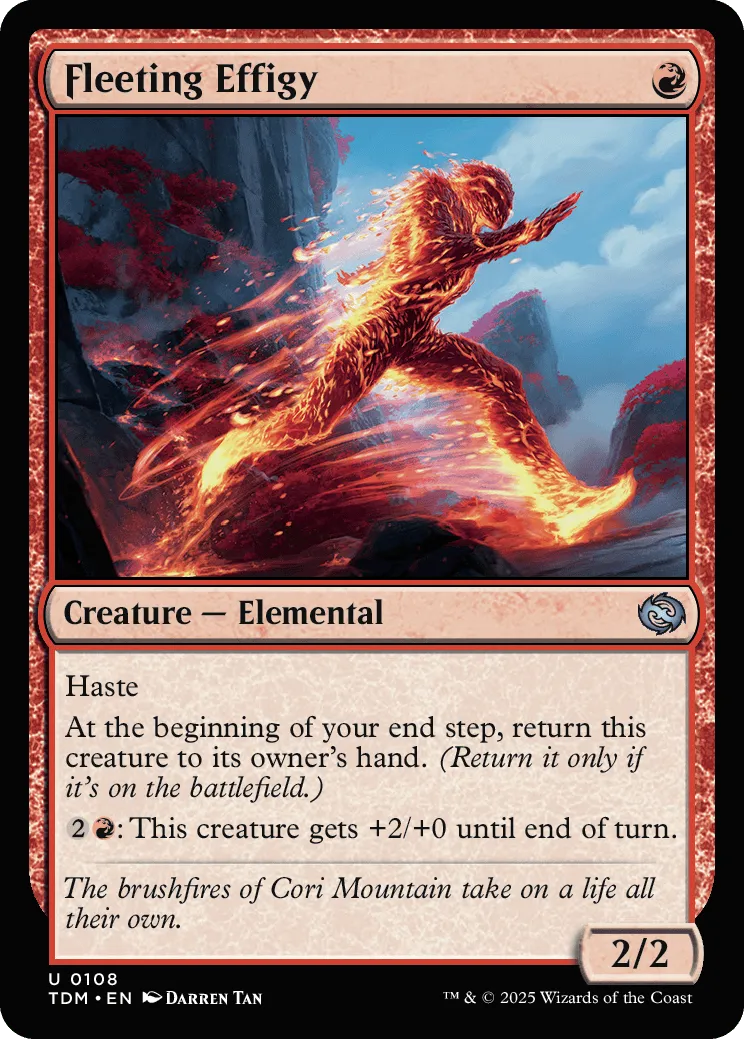 Fleeting Effigy
Creature — Elemental
Haste
At the beginning of your end step, return this
creature to its owner's hand. (Return it only if
it's on the battlefield.)
2: This creature gets +2/+0 until end of turn.
The brushfires of Cori Mountain take on a life all
their own.
2/2
U 0108
TDM • EN Darren Tan
™ & © 2025 Wizards of the Coast